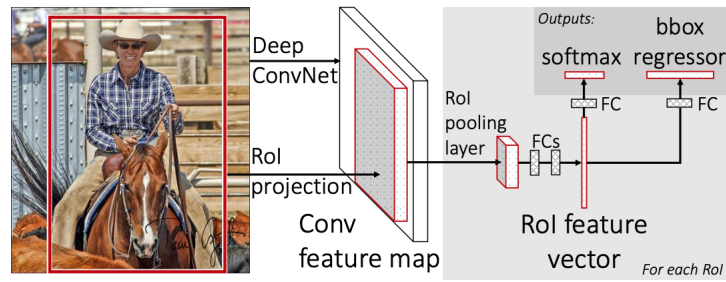 Deep
ConvNet
RoI
projection
Conv
feature map
RoI
pooling
layer
FCs
RoI feature
vector
Outputs:
softmax
bbox
regressor
FC
FC
For each RoI